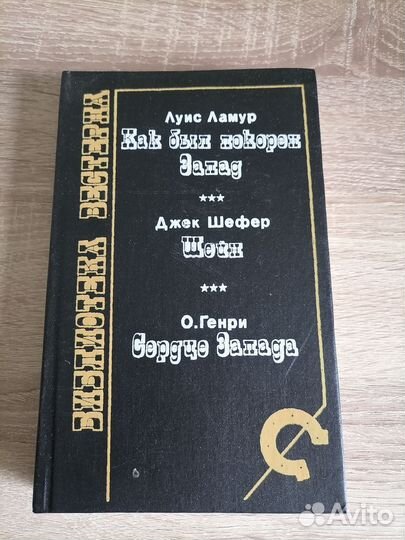 БИБЛИОТЕКА ВЕСТЕРНА
Луис Ламур
Как был покорен
Запад
***
Джек Шефер
Шейн
***
О.Генри
Сердце Запада
Avito